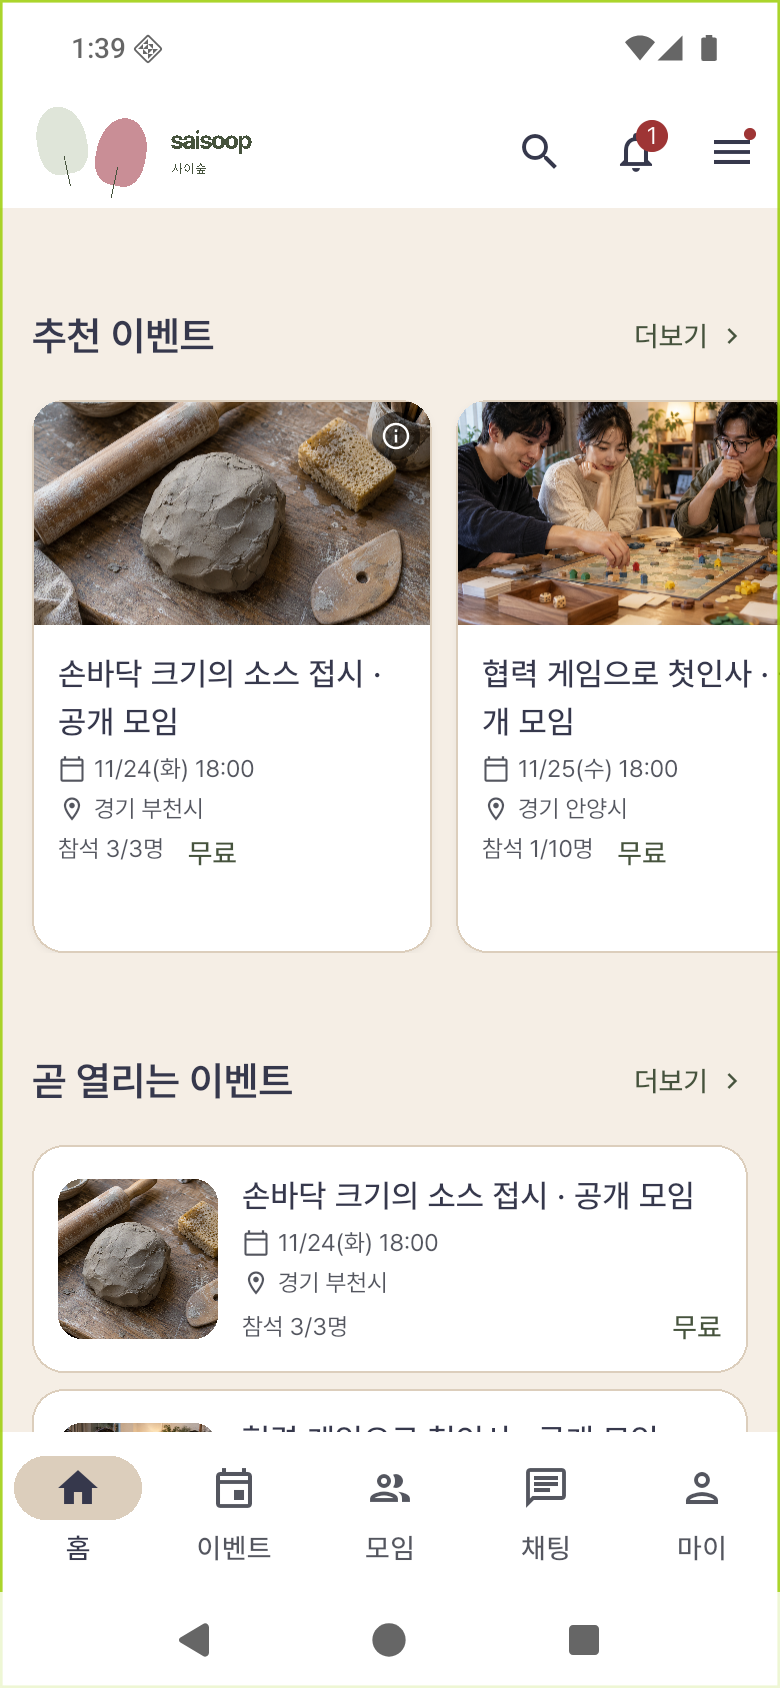 1:39
saisoop
사이숲
1
추천 이벤트
더보기
손바닥 크기의 소스 접시 ·
공개 모임
11/24(화) 18:00
경기 부천시
참석 3/3명 무료
협력 게임으로 첫인사 ·
개 모임
11/25(수) 18:00
경기 안양시
참석 1/10명 무료
곧 열리는 이벤트
더보기
손바닥 크기의 소스 접시 · 공개 모임
11/24(화) 18:00
경기 부천시
참석 3/3명
무료
홈
이벤트
모임
채팅
마이